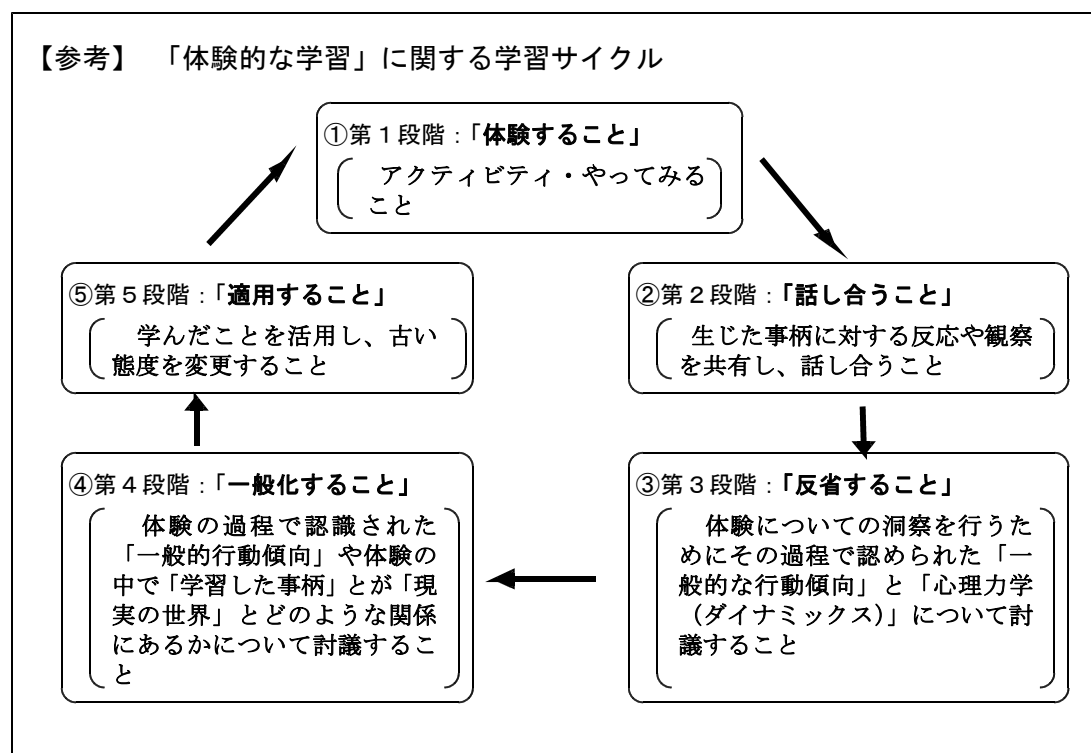 【参考】 「体験的な学習」に関する学習サイクル
①第1段階:「体験すること」
アクティビティ・やってみる
こと
②第2段階:「話し合うこと」
生じた事柄に対する反応や観察
を共有し、話し合うこと
③第3段階:「反省すること」
体験についての洞察を行うた
めにその過程で認められた「一
般的な行動傾向」と「心理力学
(ダイナミックス)」について討
議すること
④第4段階:「一般化すること」
体験の過程で認識された
「一般的行動傾向」や体験の
中で「学習した事柄」とが「現
実の世界」とどのような関係
にあるかについて討議するこ
と
⑤第5段階:「適用すること」
学んだことを活用し、古い
態度を変更すること